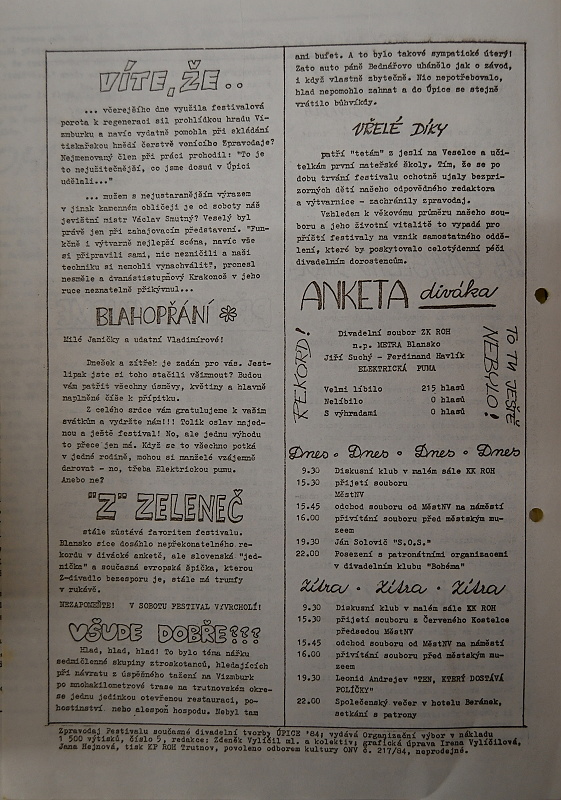 VÍTE, ŽE..
... včerejšího dne využila festivalová
porota k regeneraci sil prohlídkou hradu Vi-
zmburku a navíc vydatně pomohla při skládání
tiskařskou hnědí čerstvě vonícího Zpravodaje?
Nejmenovaný člen při práci prohodil: "To je
to nejužitečnější, co jsme dosud v Úpici
udělali..."
... mužem s nejustaranějším výrazem
v jinak kamenném obličeji je od soboty náš
jevištní mistr Václav Smutný? Veselý byl
právě jen při zahajovacím představení. "Fun-
kčně i výtvarně nejlepší scéna, navíc vše
si připravili sami, nic nezničili a naši
techniku si nemohli vynachválit", pronesl
nesměle a dvanástistupňový Krakonoš v jeho
ruce neznatelně přikývnul...
BLAHOPŘÁNÍ
Milé Janičky a udatní Vladimírové!
Dnešek a zítřek je zadán pro vás. Jest-
lipak jste si toho stačili všimnout? Budou
vám patřit všechny úsměvy, květiny a hlavně
naplněné číše k přípitku.
Z celého srdce vám gratulujeme k vašim
svátkům a vydržte nám!!! Tolik oslav najed-
nou a ještě festival! No, ale jednu výhodu
to přece jen má. Když se to všechno potká
v jedné rodině, mohou si manželé vzájemně
darovat - no, třeba Elektrickou pumu.
Anebo ne?
"Z" ZELENEČ
stále zůstává favoritem festivalu.
Blansko sice dosáhlo nepřekonatelného re-
kordu v divácké anketě, ale slovenská "jed-
nička" a současná evropská špička, kterou
Z-divadlo bezesporu je, stále má trumfy
v rukávě.
NEZAPOMEŇTE! V SOBOTU FESTIVAL VYVRCHOLÍ!
VŠUDE DOBŘE???
Hlad, hlad, hlad! To bylo téma nářku
sedmičlenné skupiny ztroskotanců, hledajících
při návratu z úspěšného tažení na Vizmburk
po mnohakilometrové trase na trutnovském okre-
se jednu jedinkou otevřenou restauraci, po-
hostinství nebo alespoň hospodu. Nebyl tam
ani bufet. A to bylo takové sympatické úterý!
Zato auto páně Bednářovo uhánělo jak o závod,
i když vlastně zbytečně. Nic nepotřebovalo,
hlad nepomohlo zahnat a do Úpice se stejně
vrátilo bůhvíkdy.
VŘELÉ DÍKY
patří "tetám" z jeslí na Veselce a uči-
telkám první mateřské školy. Tím, že se po
dobu trvání festivalu ochotně ujaly bezpri-
zorných dětí našeho odpovědného redaktora
a výtvarnice - zachránily zpravodaj.
Vzhledem k věkovému průměru našeho sou-
boru a jeho životní vitalitě to vypadá pro
příští festivaly na vznik samostatného oddě-
lení, které by poskytovalo celotýdenní péči
divadelním dorostencům.
ANKETA diváka
REKORD!
Divadelní soubor ZK ROH
n.p. METRA Blansko
Jiří Suchý - Ferdinand Havlík
ELEKTRICKÁ PUMA
Velmi líbilo 215 hlasů
Nelíbilo 0 hlasů
S výhradami 0 hlasů
TO TU JEŠTĚ
NEBYLO!
Dnes • Dnes • Dnes • Dnes
9.30 Diskusní klub v malém sále KK ROH
15.30 přijetí souboru
MěstNV
15.45 odchod souboru od MěstNV na náměstí
16.00 přivítání souboru před městským mu-
zeem
19.30 Ján Solovič "S.O.S."
22.00 Posezení s patronátními organizacemi
v divadelním klubu "Bohéma"
Zítra • Zítra • Zítra
9.30 Diskusní klub v malém sále KK ROH
15.30 přijetí souboru z Červeného Kostelce
předsedou MěstNV
15.45 odchod souboru od MěstNV na náměstí
16.00 přivítání souboru před městským mu-
zeem
19.30 Leonid Andrejev "TEN, KTERÝ DOSTÁVÁ
POLÍČKY"
22.00 Společenský večer v hotelu Beránek,
setkání s patrony
Zpravodaj Festivalu současné divadelní tvorby ÚPICE '84; vydává Organizační výbor v nákladu
1 500 výtisků, číslo 5, redakce: Zdeněk Vylíčil ml. a kolektiv; grafická úprava Irena Vylíčilová,
Jana Hejnová, tisk KP ROH Trutnov, povoleno odborem kultury ONV č. 217/84, neprodejné.